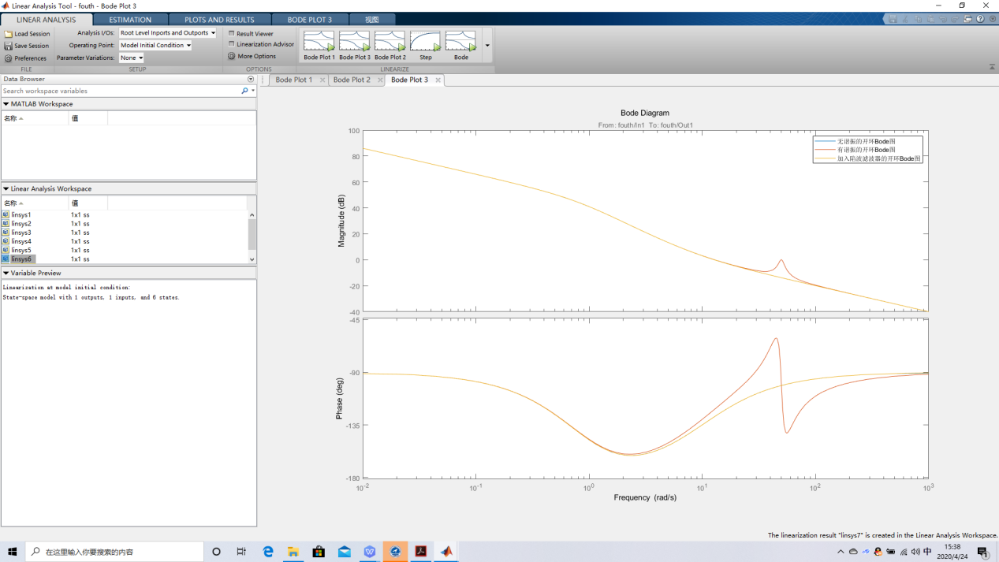 Linear Analysis Tool - fouth - Bode Plot 3
LINEAR ANALYSIS
ESTIMATION
PLOTS AND RESULTS
BODE PLOT 3
视图
Load Session
Save Session
Preferences
FILE
Analysis I/Os: Root Level Inports and Outports
Operating Point: Model Initial Condition
Parameter Variations: None
SETUP
Result Viewer
Linearization Advisor
More Options
OPTIONS
Bode Plot 1
Bode Plot 3
Bode Plot 2
Step
Bode
LINEARIZE
Data Browser
Search workspace variables
MATLAB Workspace
名称 值
Linear Analysis Workspace
名称 值
linsys1 1x1 ss
linsys2 1x1 ss
linsys3 1x1 ss
linsys4 1x1 ss
linsys5 1x1 ss
linsys6 1x1 ss
Variable Preview
Linearization at model initial condition:
State-space model with 1 outputs, 1 inputs, and 6 states.
Bode Plot 1
Bode Plot 2
Bode Plot 3
Bode Diagram
From: fouth/In1 To: fouth/Out1
无谐振的开环Bode图
有谐振的开环Bode图
加入陷波滤波器的开环Bode图
Magnitude (dB)
100
80
60
40
20
0
-20
-40
Phase (deg)
-45
-90
-135
-180
10^-2
10^-1
10^0
10^1
10^2
10^3
Frequency (rad/s)
The linearization result "linsys7" is created in the Linear Analysis Workspace.
在这里输入你要搜索的内容
中
15:38
2020/4/24
1